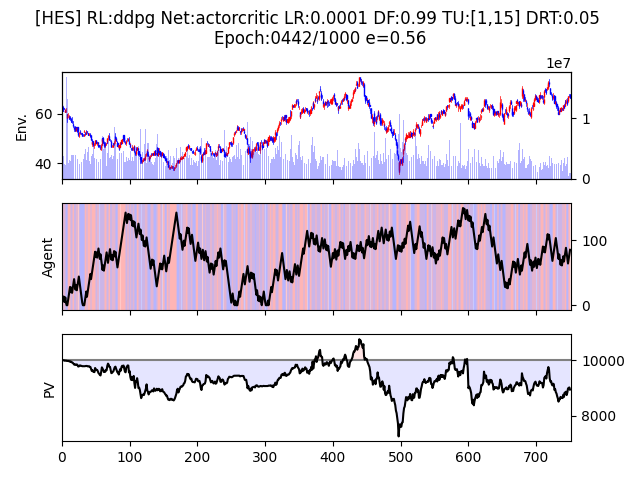 [HES] RL:ddpg Net:actorcritic LR:0.0001 DF:0.99 TU:[1,15] DRT:0.05
Epoch:0442/1000 e=0.56
1e7
Env.
60
40
1
0
Agent
100
0
PV
10000
8000
0 100 200 300 400 500 600 700